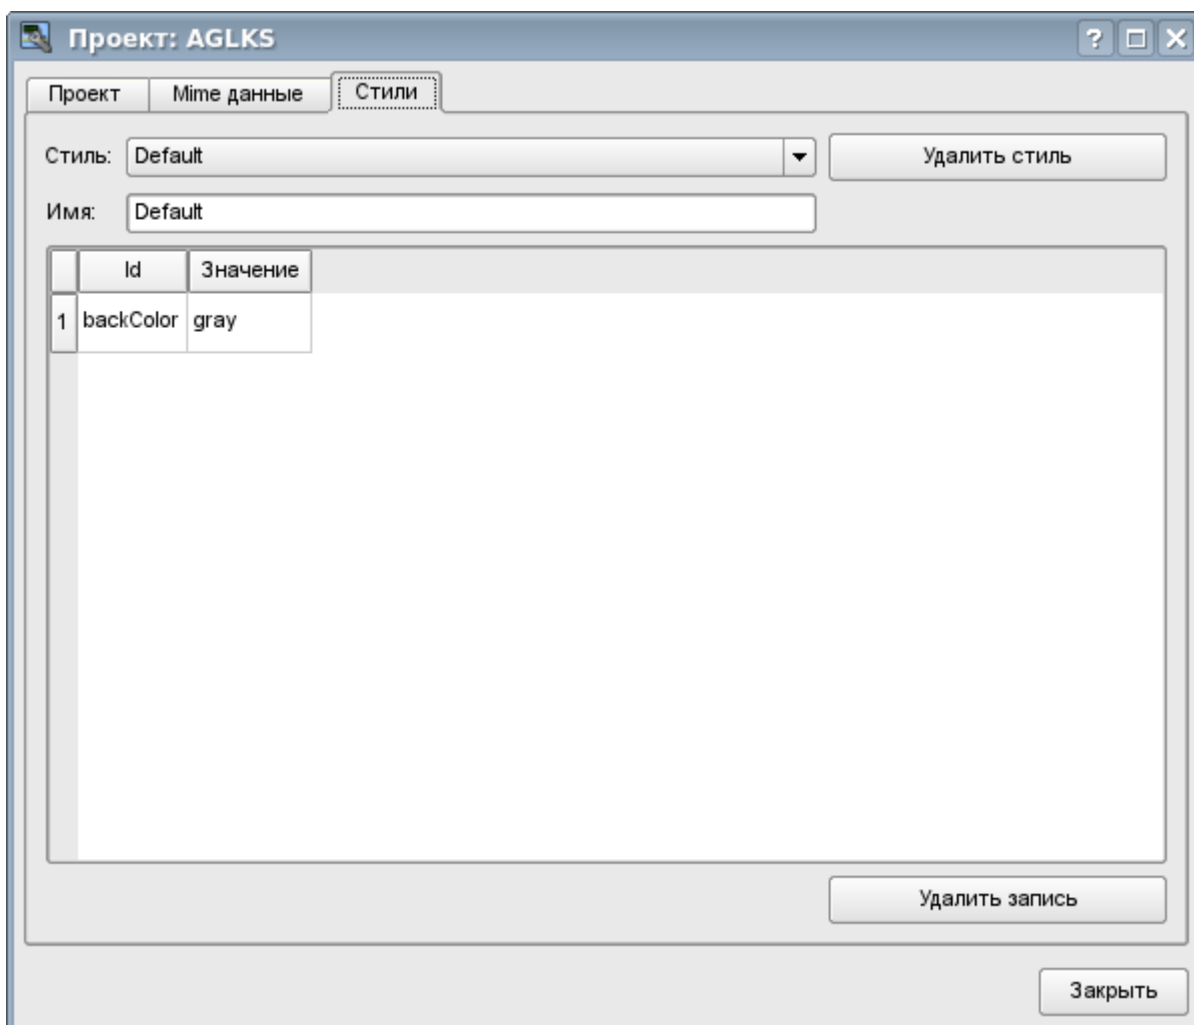 Проект: AGLKS
Проект Mime данные Стили
Стиль: Default Удалить стиль
Имя: Default
Id Значение
1 backColor gray
Удалить запись
Закрыть